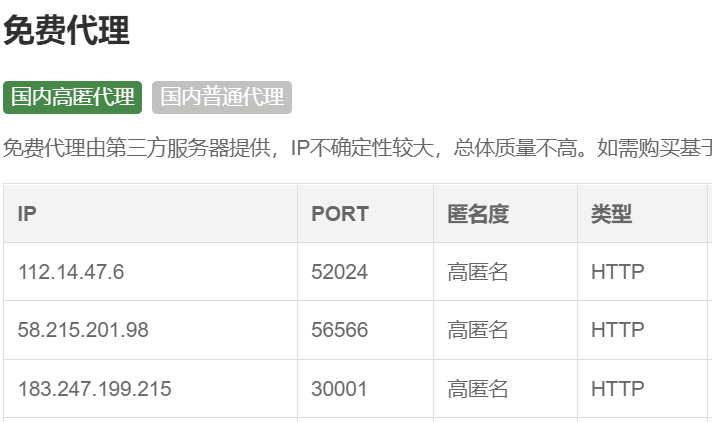 免费代理
国内高匿代理 国内普通代理
免费代理由第三方服务器提供，IP不确定性较大，总体质量不高。如需购买基于
IP PORT 匿名度 类型
112.14.47.6 52024 高匿名 HTTP
58.215.201.98 56566 高匿名 HTTP
183.247.199.215 30001 高匿名 HTTP